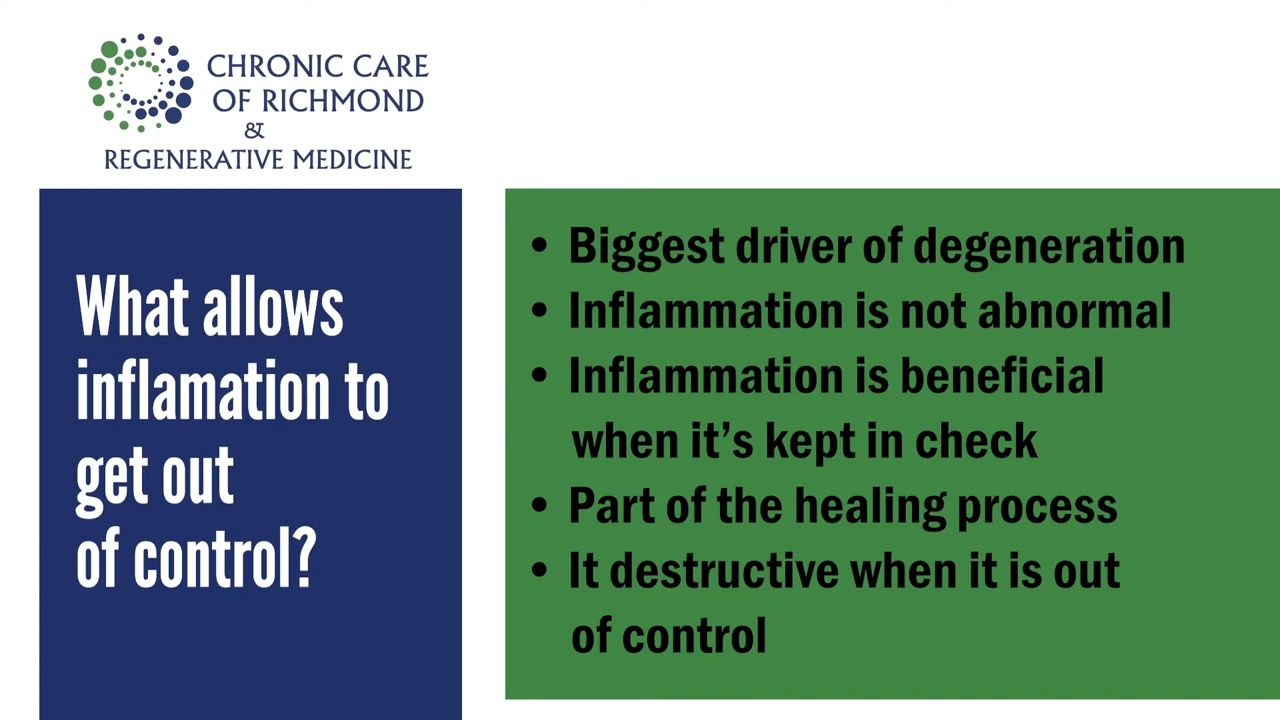 CHRONIC CARE
OF RICHMOND
&
REGENERATIVE MEDICINE
What allows
inflamation to
get out
of control?
• Biggest driver of degeneration
• Inflammation is not abnormal
• Inflammation is beneficial
when it’s kept in check
• Part of the healing process
• It destructive when it is out
of control